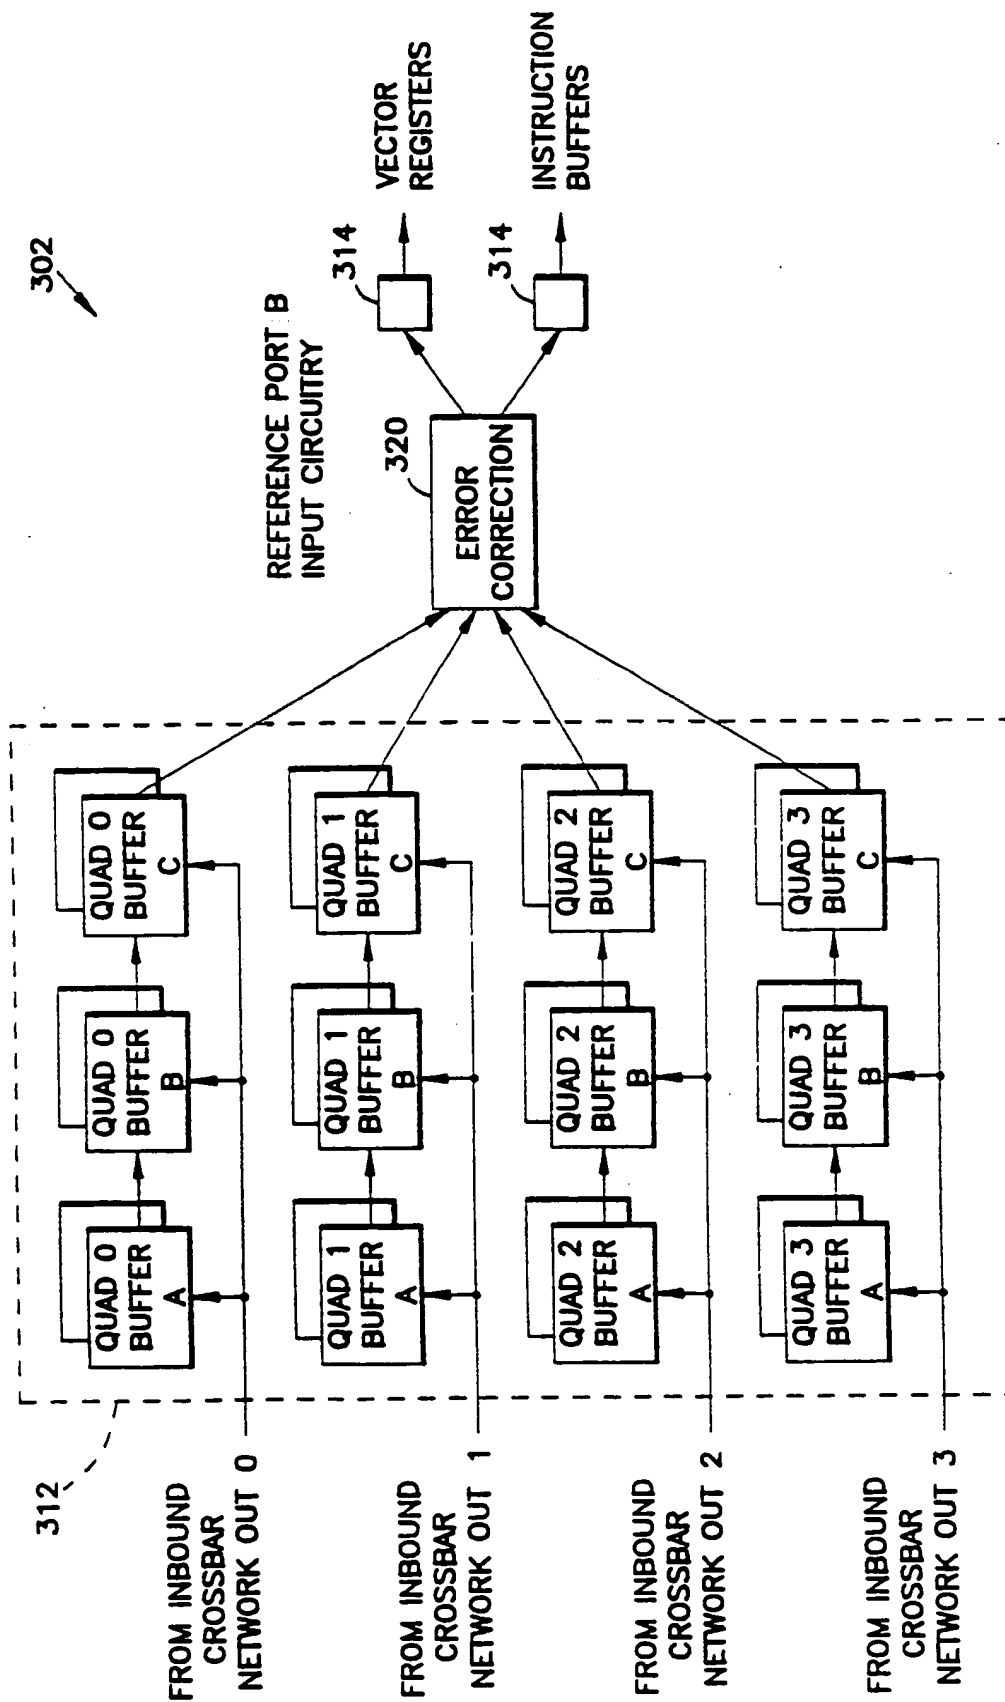 302
REFERENCE PORT B
INPUT CIRCUITRY
312
FROM INBOUND
CROSSBAR
NETWORK OUT 0
QUAD 0
BUFFER
A
QUAD 0
BUFFER
B
QUAD 0
BUFFER
C
FROM INBOUND
CROSSBAR
NETWORK OUT 1
QUAD 1
BUFFER
A
QUAD 1
BUFFER
B
QUAD 1
BUFFER
C
FROM INBOUND
CROSSBAR
NETWORK OUT 2
QUAD 2
BUFFER
A
QUAD 2
BUFFER
B
QUAD 2
BUFFER
C
FROM INBOUND
CROSSBAR
NETWORK OUT 3
QUAD 3
BUFFER
A
QUAD 3
BUFFER
B
QUAD 3
BUFFER
C
320
ERROR
CORRECTION
314
VECTOR
REGISTERS
314
INSTRUCTION
BUFFERS